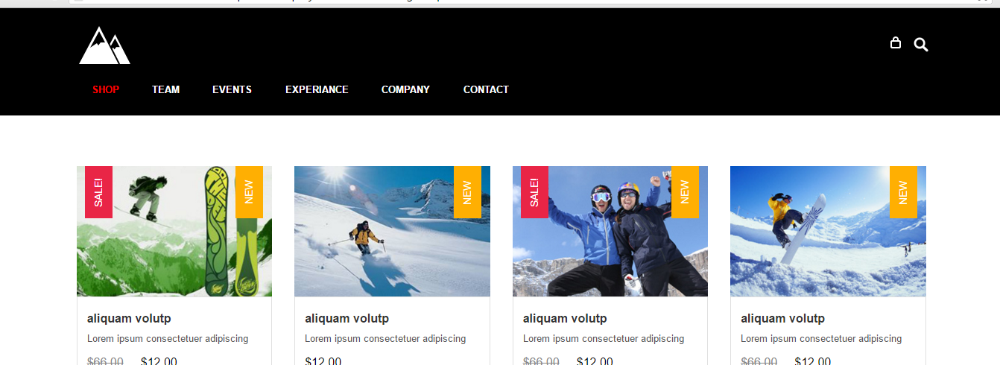 SHOP TEAM EVENTS EXPERIANCE COMPANY CONTACT
SALE! NEW NEW SALE! NEW NEW
aliquam volutp aliquam volutp aliquam volutp aliquam volutp
Lorem ipsum consectetuer adipiscing Lorem ipsum consectetuer adipiscing Lorem ipsum consectetuer adipiscing Lorem ipsum consectetuer adipiscing
$66.00 $12.00 $12.00 $66.00 $12.00 $66.00 $12.00